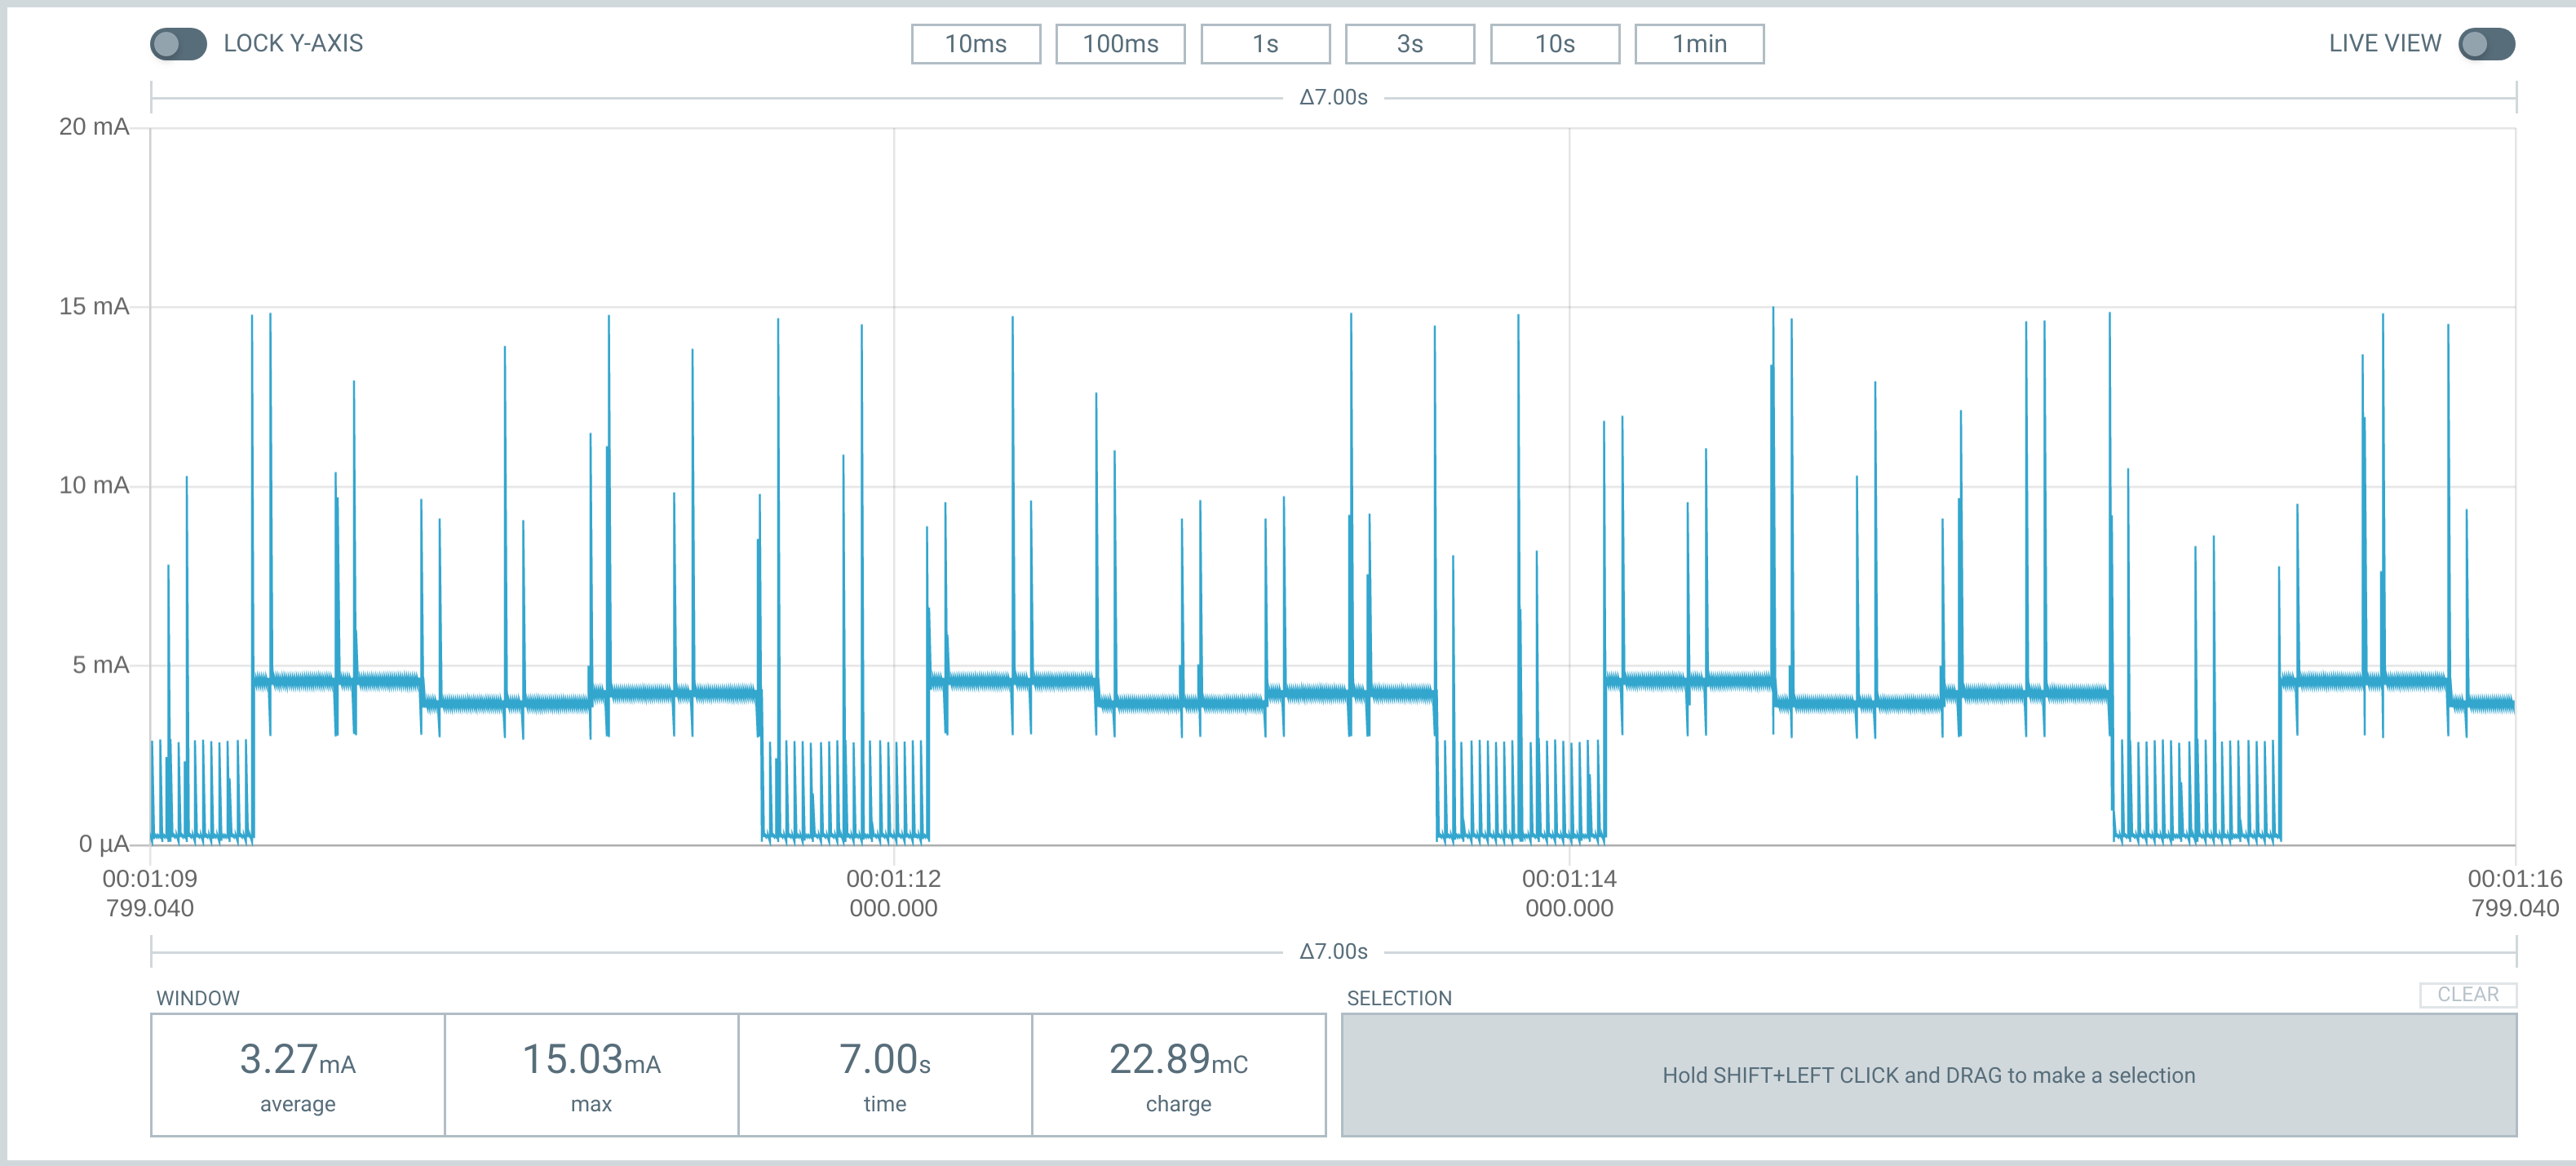 LOCK Y-AXIS
10ms 100ms 1s 3s 10s 1min
LIVE VIEW
Δ7.00s
20 mA
15 mA
10 mA
5 mA
0 µA
00:01:09 00:01:12 00:01:14 00:01:16
799.040 000.000 000.000 799.040
Δ7.00s
WINDOW
3.27mA 15.03mA 7.00s 22.89mC
average max time charge
SELECTION
CLEAR
Hold SHIFT+LEFT CLICK and DRAG to make a selection